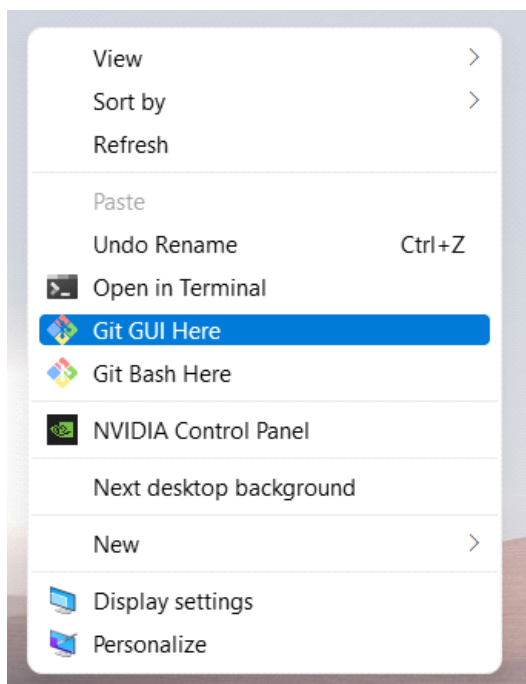 View
Sort by
Refresh
Paste
Undo Rename Ctrl+Z
Open in Terminal
Git GUI Here
Git Bash Here
NVIDIA Control Panel
Next desktop background
New
Display settings
Personalize